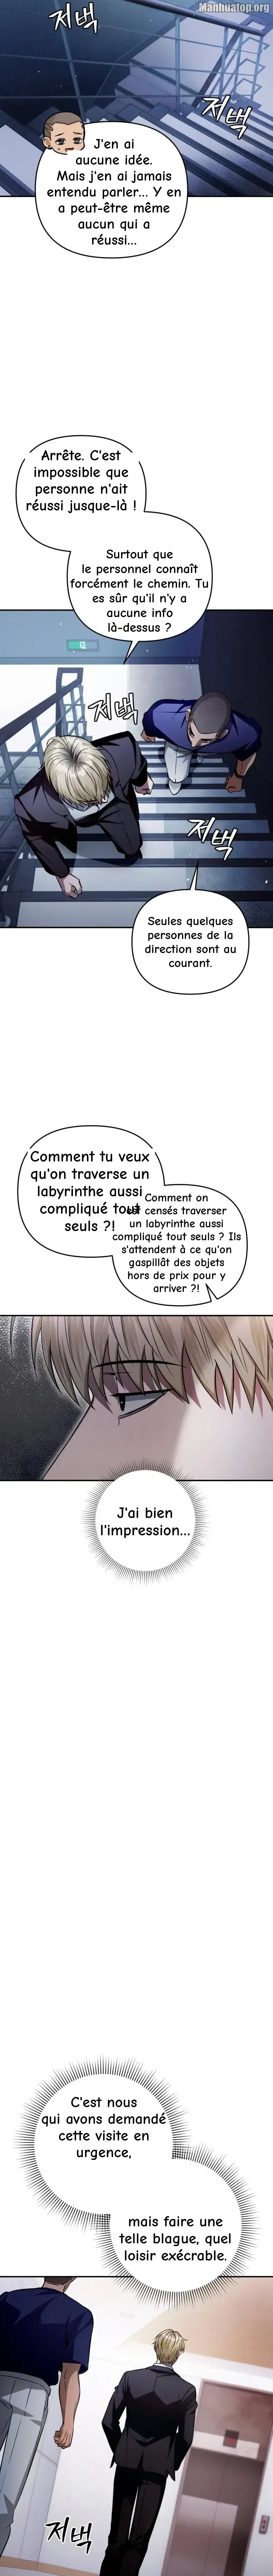 Manhuatop.org
저벅
저벅
J'en ai
aucune idée.
Mais j'en ai jamais
entendu parler... Y en
a peut-être même
aucun qui a
réussi...
Arrête. C'est
impossible que
personne n'ait
réussi jusque-là !
Surtout que
le personnel connaît
forcément le chemin. Tu
es sûr qu'il n'y a
aucune info
là-dessus ?
저벅
저벅
Seules quelques
personnes de la
direction sont au
courant.
Comment tu veux
qu'on traverse un
labyrinthe aussi
compliqué tout
seuls ?!
Comment on
est censés traverser
un labyrinthe aussi
compliqué tout seuls ? Ils
s'attendent à ce qu'on
gaspillât des objets
hors de prix pour y
arriver ?!
J'ai bien
l'impression...
C'est nous
qui avons demandé
cette visite en
urgence,
mais faire une
telle blague, quel
loisir exécrable.
저벅